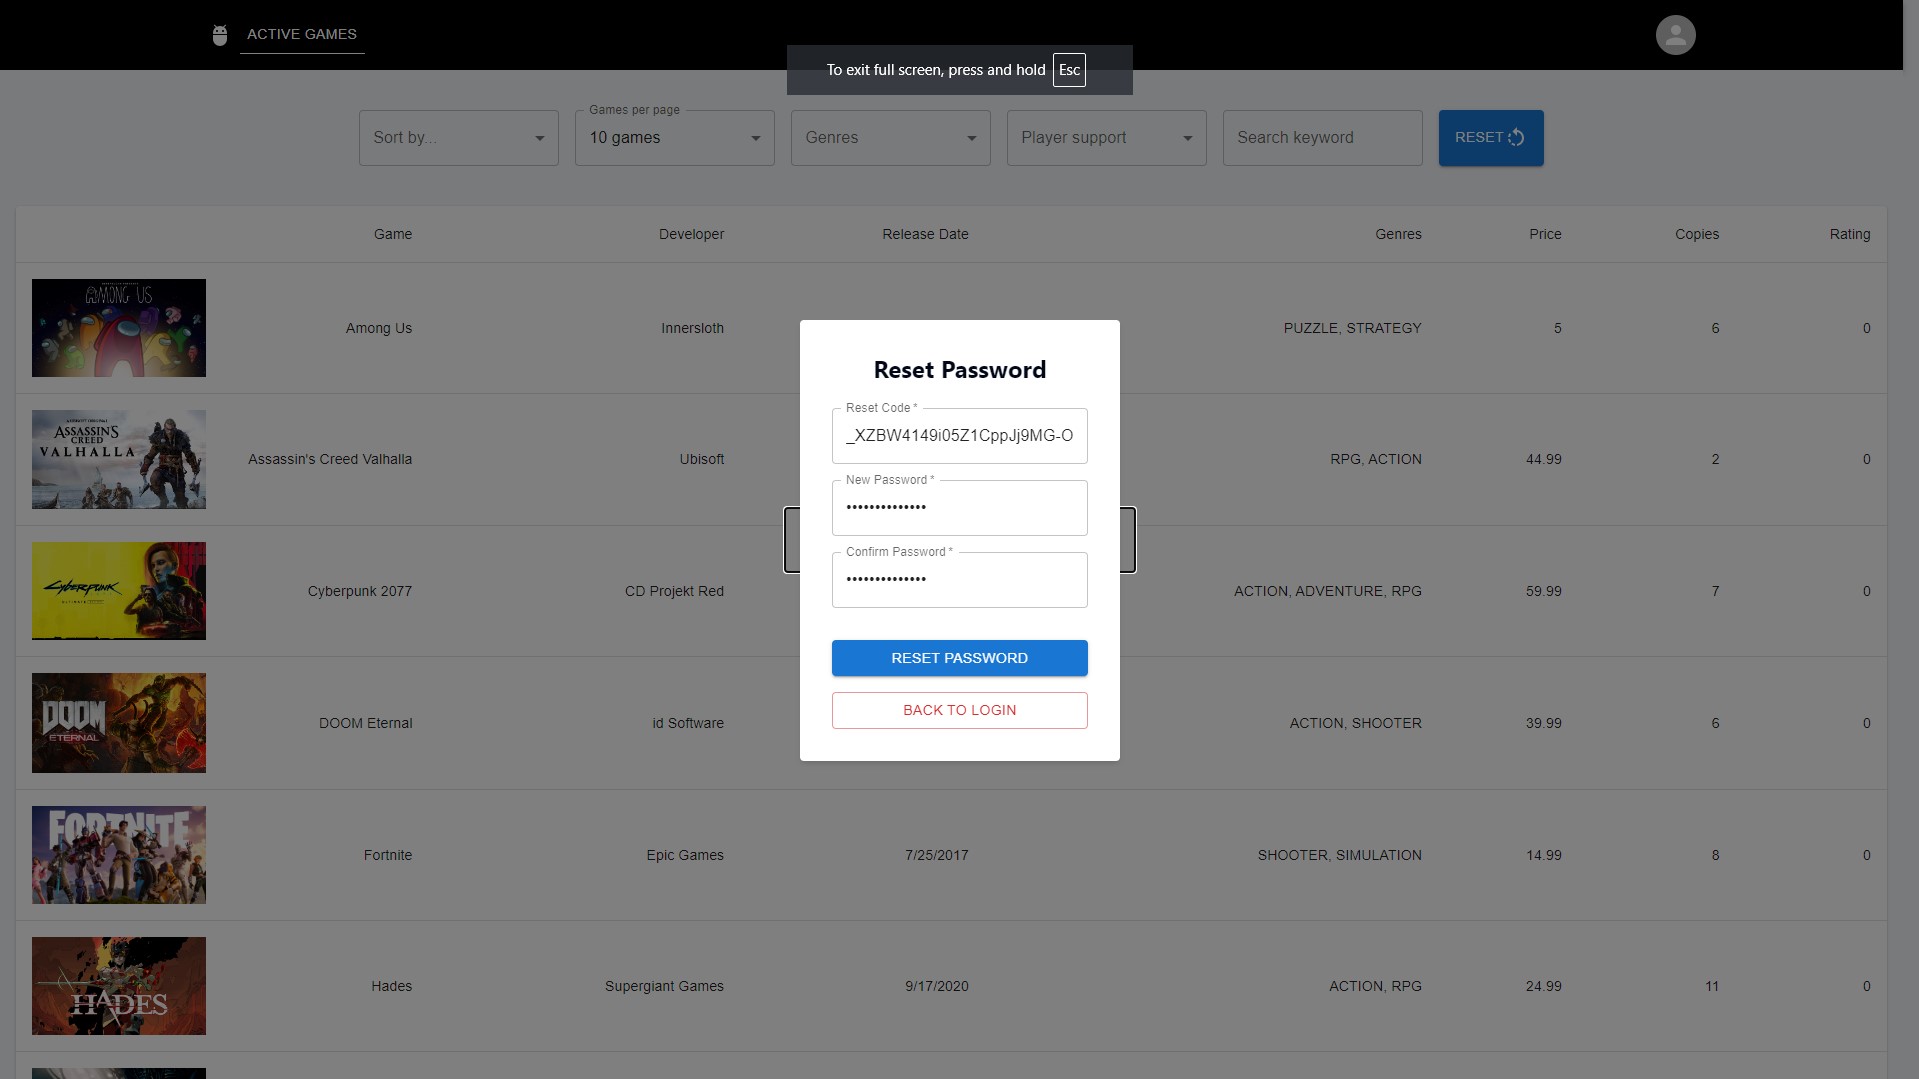 ACTIVE GAMES
To exit full screen, press and hold Esc
Sort by...
Games per page
10 games
Genres
Player support
Search keyword
RESET
Game Developer Release Date Genres Price Copies Rating
AMONG US
Among Us Innersloth PUZZLE, STRATEGY 5 6 0
ASSASSIN'S CREED VALHALLA
Assassin's Creed Valhalla Ubisoft RPG, ACTION 44.99 2 0
Cyberpunk
Cyberpunk 2077 CD Projekt Red ACTION, ADVENTURE, RPG 59.99 7 0
DOOM ETERNAL
DOOM Eternal id Software ACTION, SHOOTER 39.99 6 0
FORTNITE
Fortnite Epic Games 7/25/2017 SHOOTER, SIMULATION 14.99 8 0
HADES
Hades Supergiant Games 9/17/2020 ACTION, RPG 24.99 11 0
Reset Password
Reset Code *
_XZBW4149i05Z1CppJj9MG-O
New Password *
••••••••••••••
Confirm Password *
••••••••••••••
RESET PASSWORD
BACK TO LOGIN